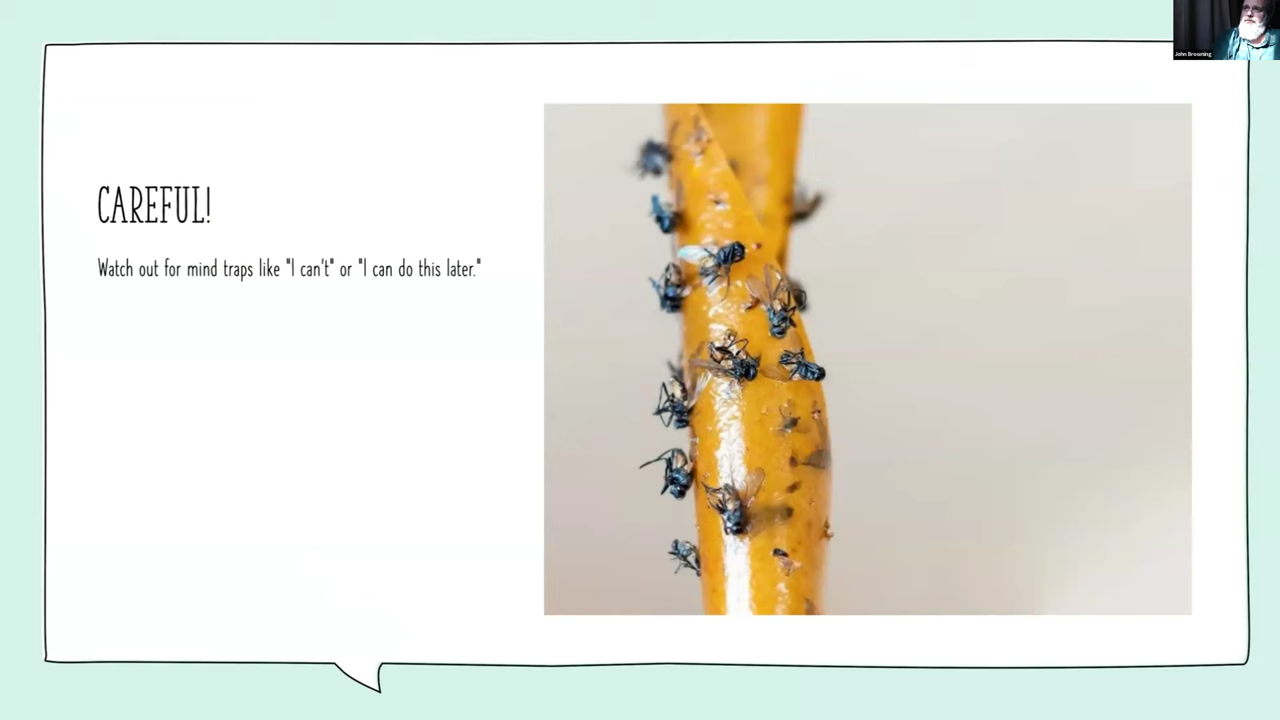 John Browning
CAREFUL!
Watch out for mind traps like "I can't" or "I can do this later."